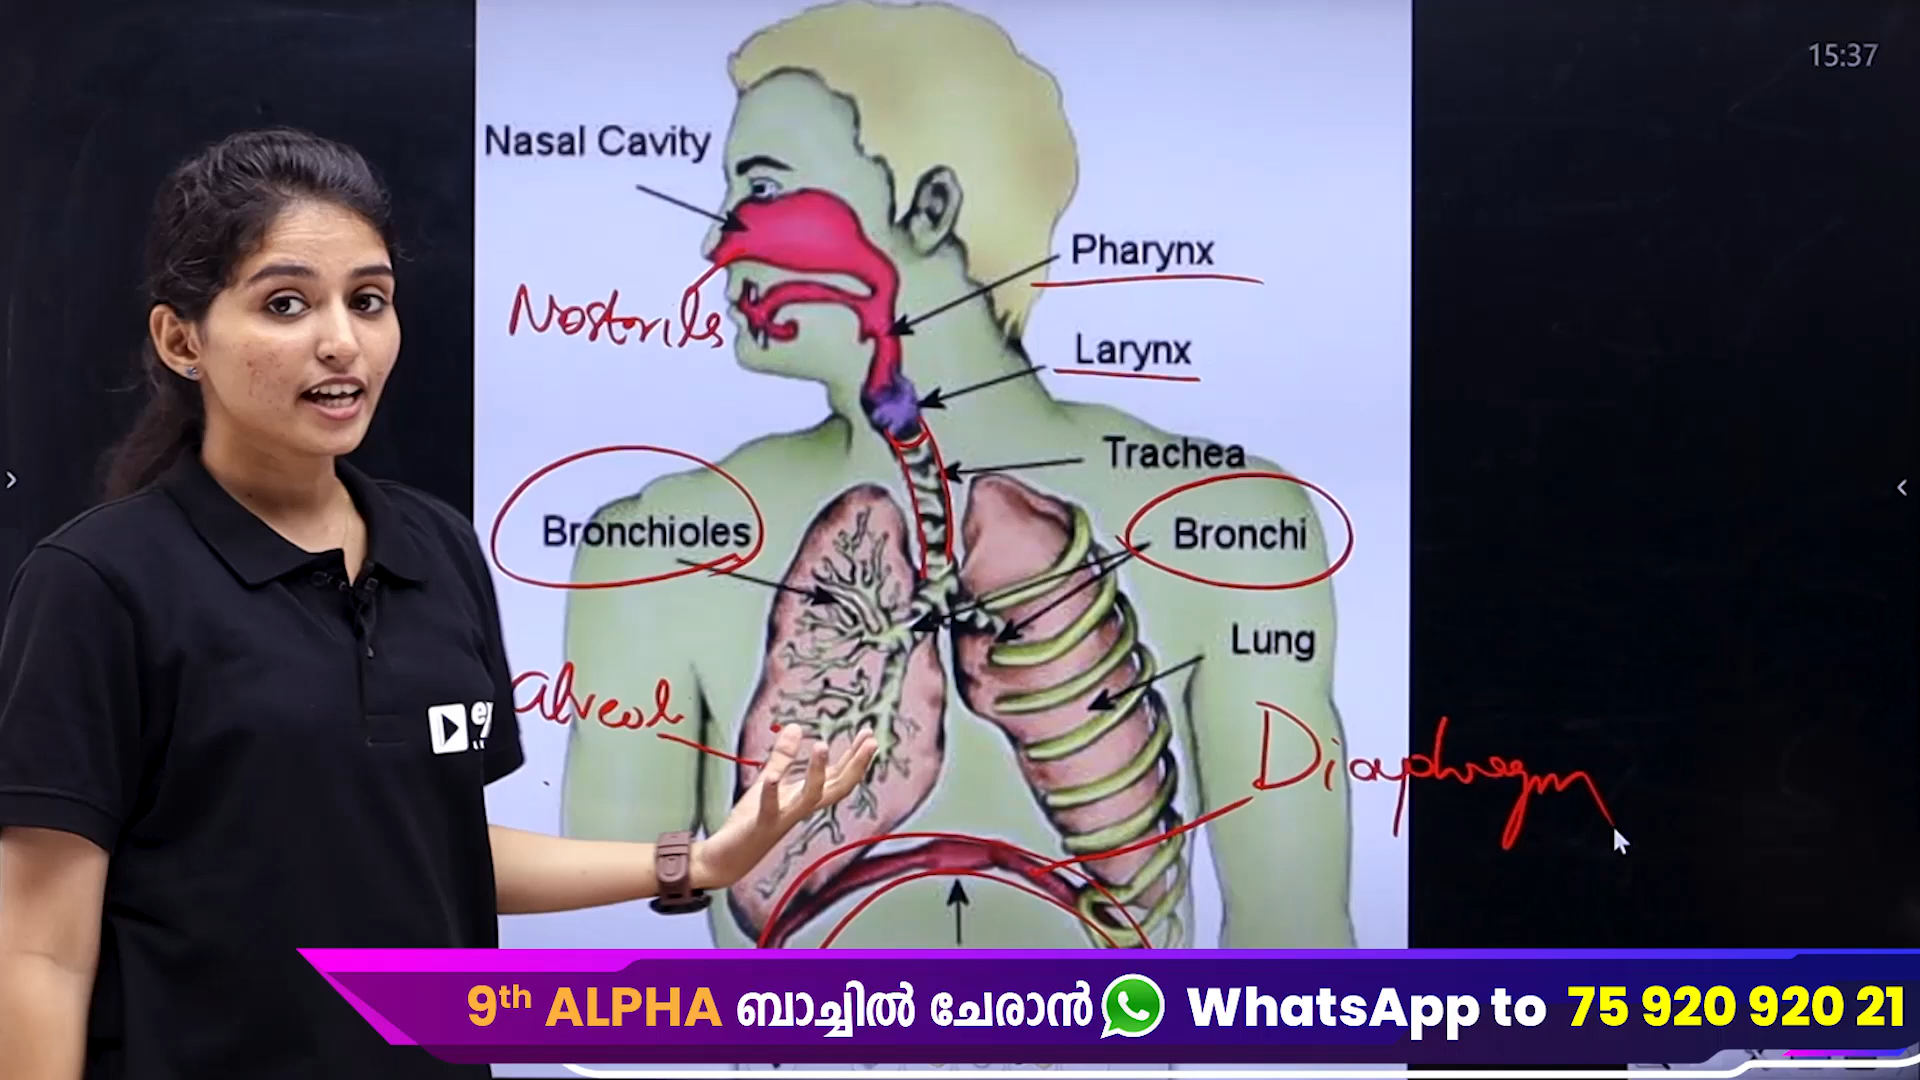 15:37
Nasal Cavity
Pharynx
Nostorils
Larynx
Trachea
Bronchioles
Bronchi
Lung
alveoli
Diaphragm
9th ALPHA ബാച്ചിൽ ചേരാൻ WhatsApp to 75 920 920 21